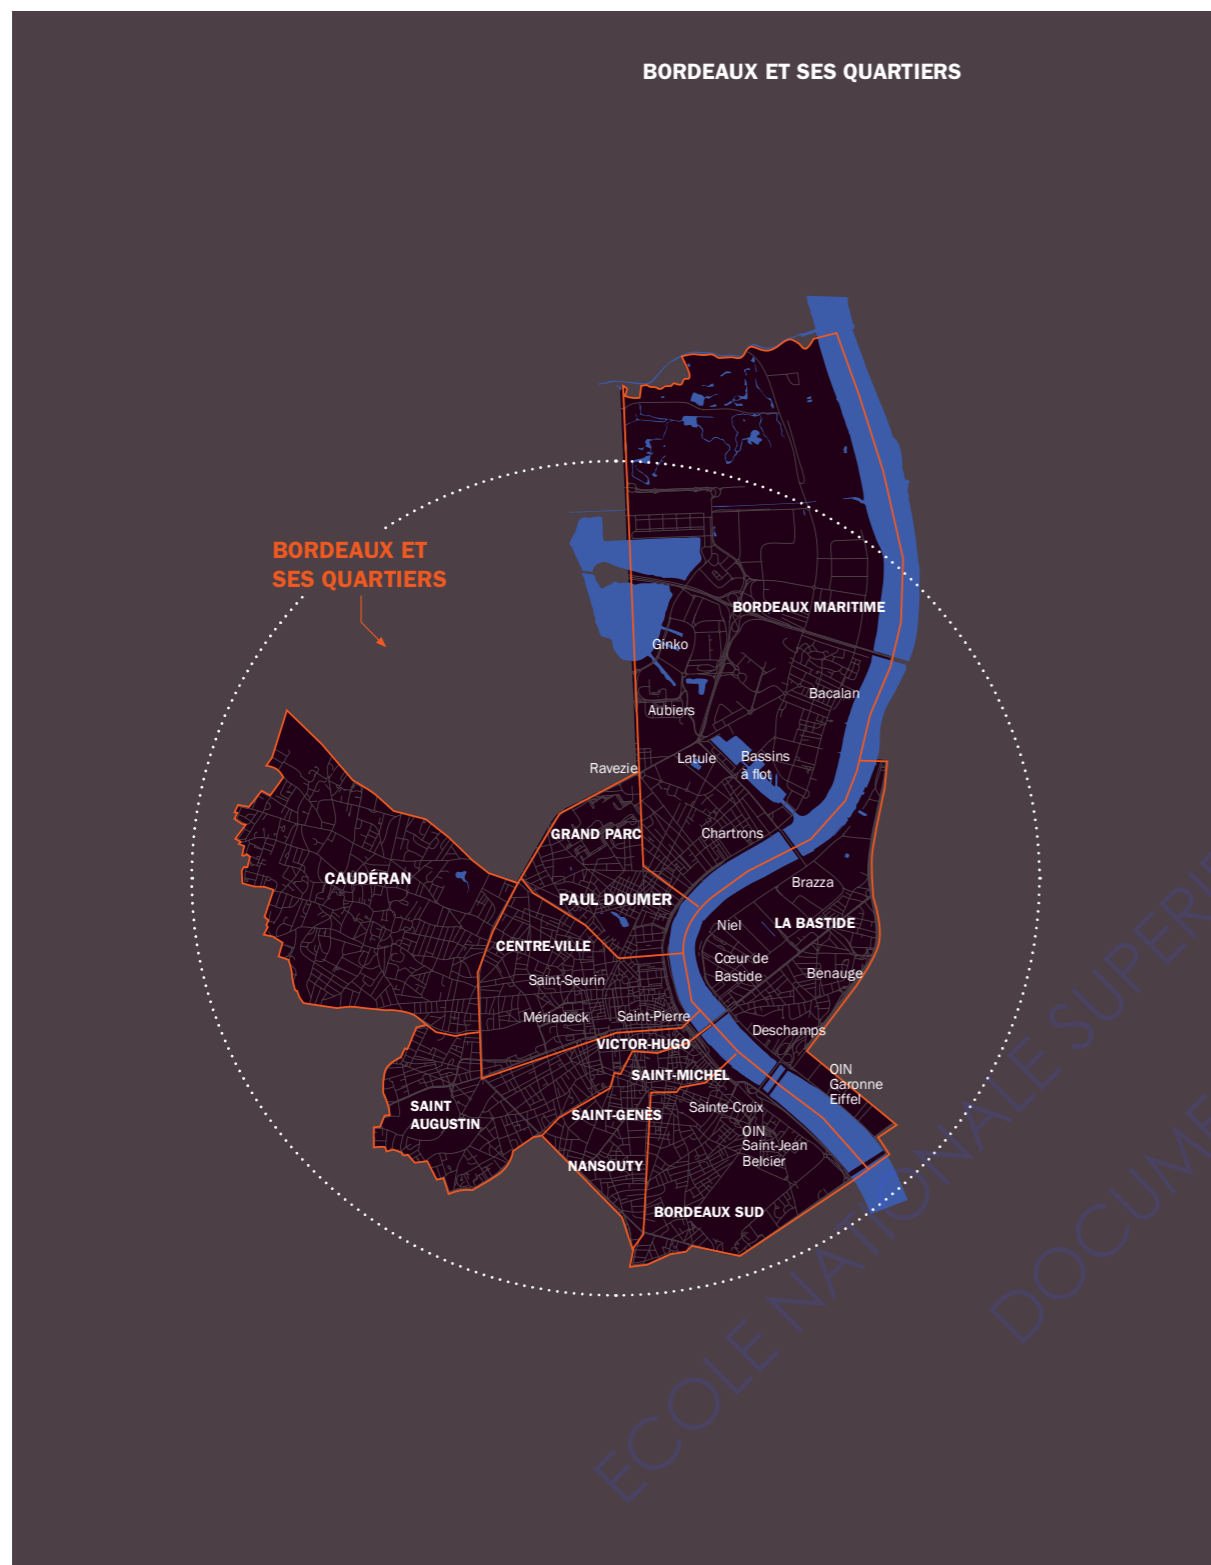 BORDEAUX ET SES QUARTIERS
BORDEAUX ET
SES QUARTIERS
BORDEAUX MARITIME
Ginko
Bacalan
Aubiers
Latule
Bassins
à flot
Ravezie
Chartrons
GRAND PARC
CAUDÉRAN
Brazza
PAUL DOUMER
Niel
LA BASTIDE
CENTRE-VILLE
Cœur de
Bastide
Benauge
Saint-Seurin
Mériadeck
Saint-Pierre
Deschamps
VICTOR-HUGO
OIN
Garonne
Eiffel
SAINT-MICHEL
SAINT
AUGUSTIN
SAINT-GENÈS
Sainte-Croix
OIN
Saint-Jean
Belcier
NANSOUTY
BORDEAUX SUD
ECOLE NATIONALE